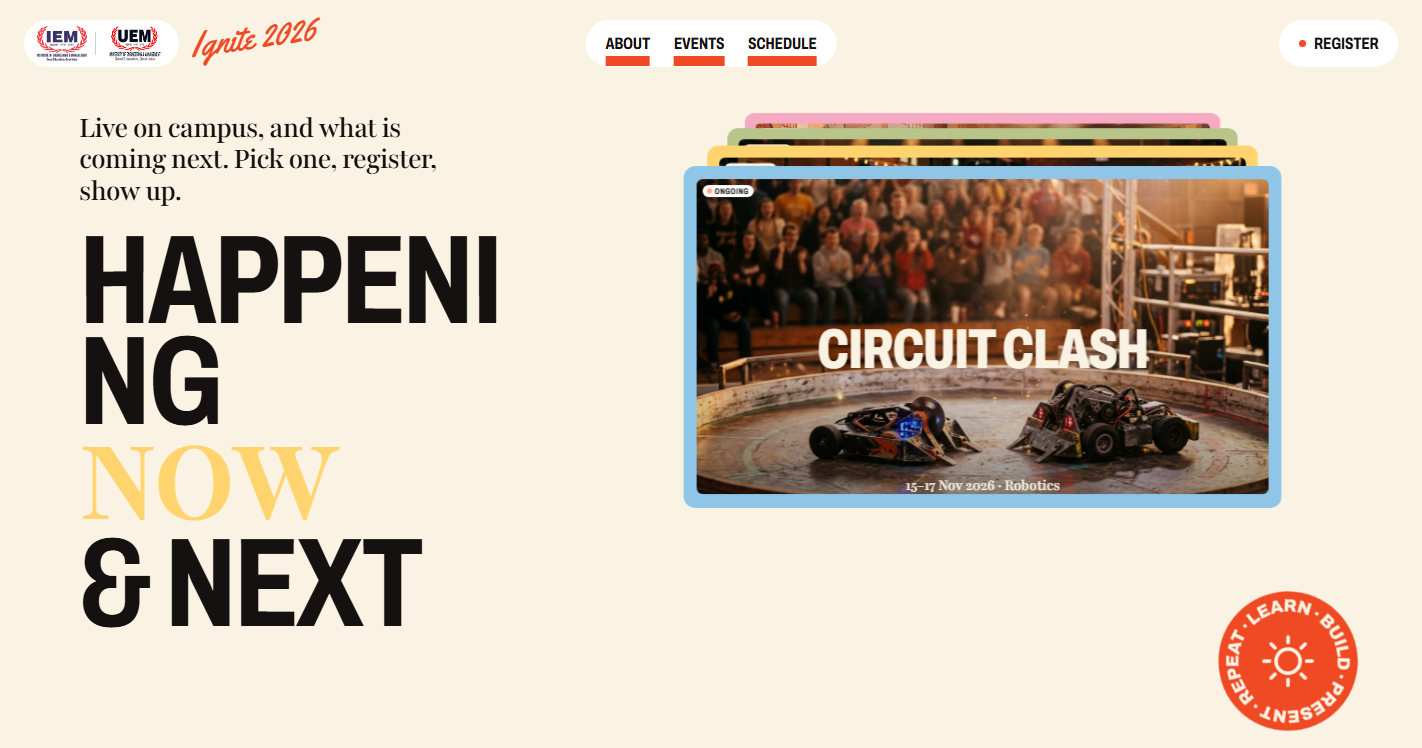 IEM
UEM
Ignite 2026
ABOUT
EVENTS
SCHEDULE
REGISTER
Live on campus, and what is
coming next. Pick one, register,
show up.
HAPPENI
NG
NOW
& NEXT
ONGOING
CIRCUIT CLASH
15–17 Nov 2026 · Robotics
LEARN · BUILD · PRESENT · REPEAT ·